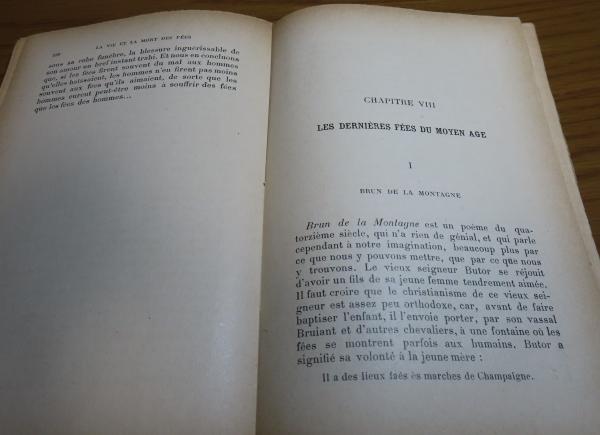 LA VIE ET LA MORT DES FÉES
sous sa robe funèbre, la blessure inguérissable de
son amour en bref instant trahi. Et nous en concluons
que, si les fées firent souvent du mal aux hommes
qu'elles haïssaient, les hommes n'en firent pas moins
souvent aux fées qu'ils aimaient, de sorte que les
hommes eurent peut-être moins à souffrir des fées
que les fées des hommes...
CHAPITRE VIII
LES DERNIÈRES FÉES DU MOYEN AGE
I
BRUN DE LA MONTAGNE
Brun de la Montagne est un poème du qua-
torzième siècle, qui n'a rien de génial, et qui parle
cependant à notre imagination, beaucoup plus par
ce que nous y pouvons mettre, que par ce que nous
y trouvons. Le vieux seigneur Butor se réjouit
d'avoir un fils de sa jeune femme tendrement aimée.
Il faut croire que le christianisme de ce vieux sei-
gneur est assez peu orthodoxe, car, avant de faire
baptiser l'enfant, il l'envoie porter, par son vassal
Bruiant et d'autres chevaliers, à une fontaine où les
fées se montrent parfois aux humains. Butor a
signifié sa volonté à la jeune mère :
Il a des lieux faés ès marches de Champaigne.